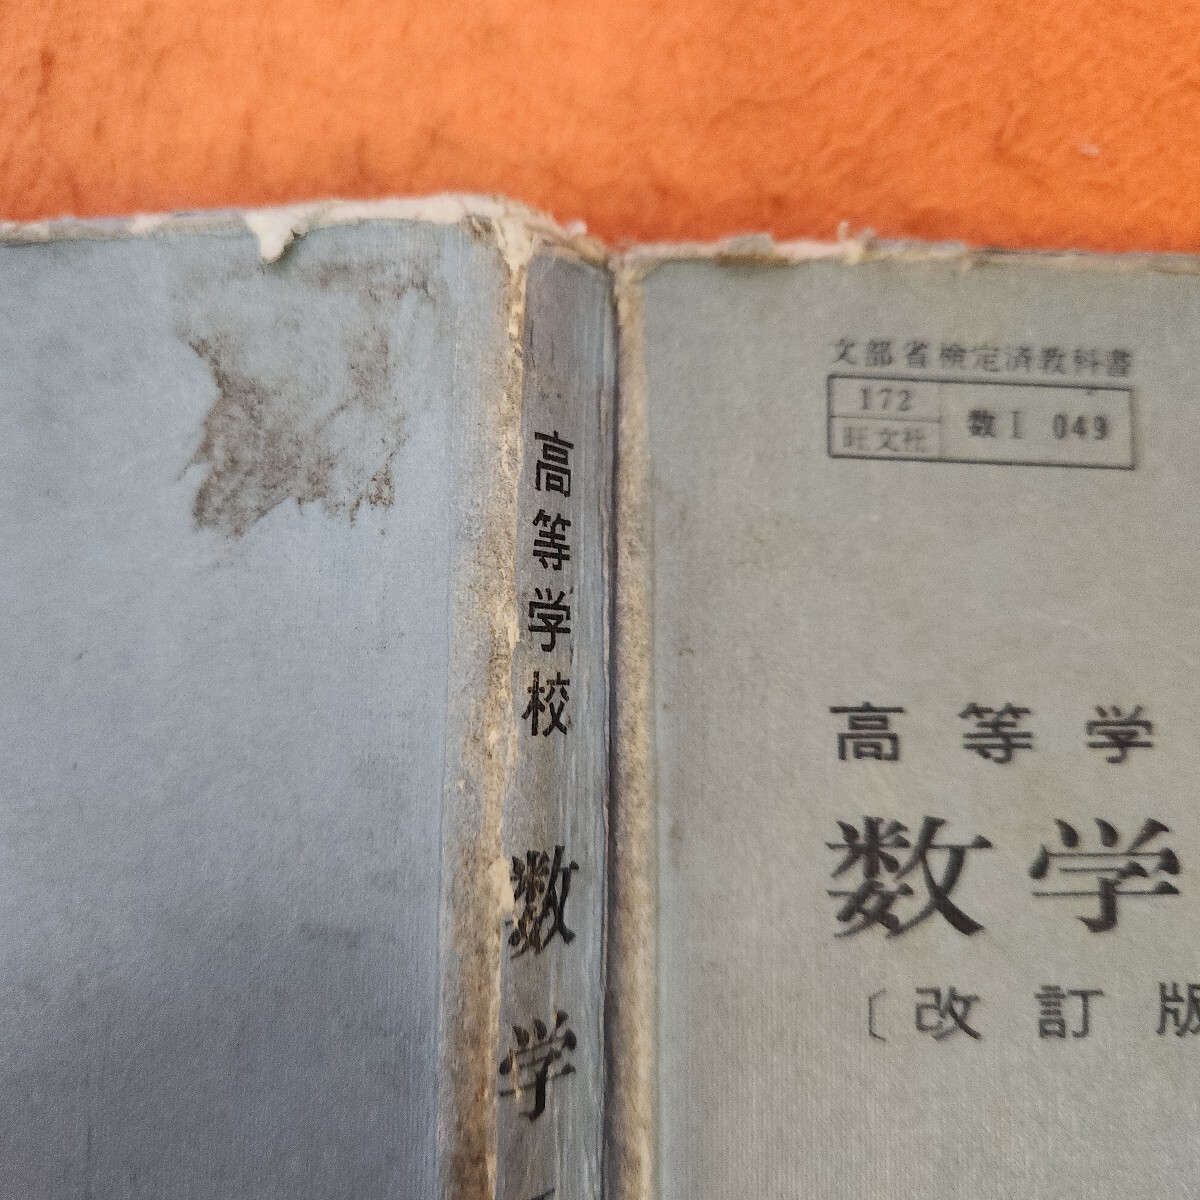 高等学校 数学
文部省検定済教科書
172
旺文社
数I 049
高等学
数学
〔改訂版